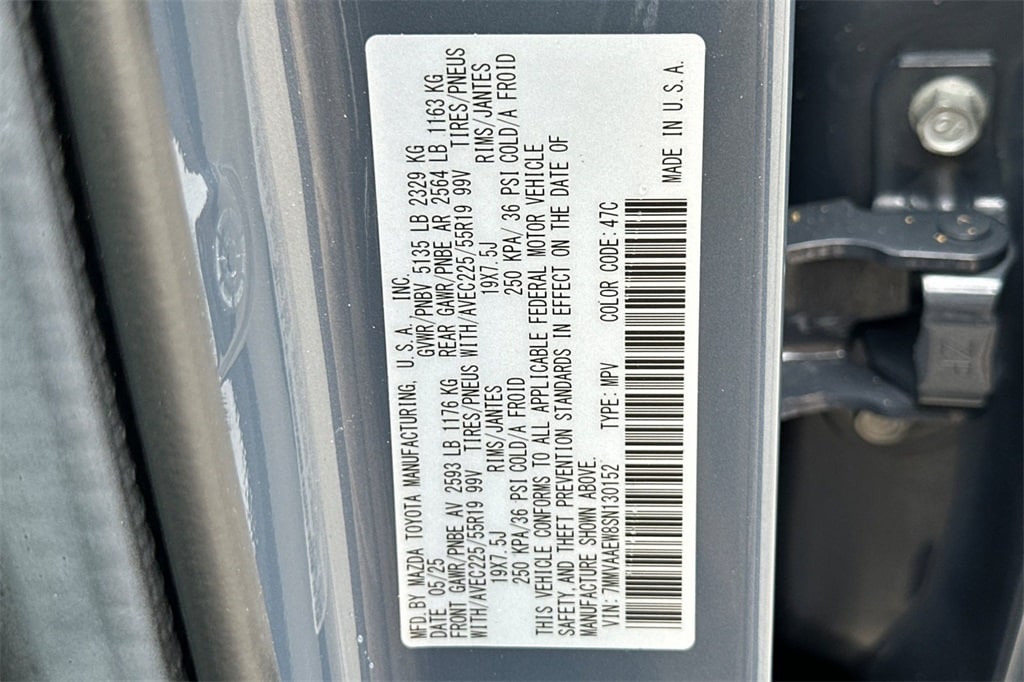 MFD. BY MAZDA TOYOTA MANUFACTURING, U.S.A., INC.
DATE 05/25 GVWR/PNBV 5135 LB 2329 KG
FRONT GAWR/PNBE AV 2593 LB 1176 KG REAR GAWR/PNBE AR 2564 LB 1163 KG
WITH/AVEC225/55R19 99V TIRES/PNEUS WITH/AVEC225/55R19 99V TIRES/PNEUS
19X7.5J RIMS/JANTES 19X7.5J RIMS/JANTES
250 KPA/36 PSI COLD/A FROID 250 KPA/36 PSI COLD/A FROID
THIS VEHICLE CONFORMS TO ALL APPLICABLE FEDERAL MOTOR VEHICLE
SAFETY AND THEFT PREVENTION STANDARDS IN EFFECT ON THE DATE OF
MANUFACTURE SHOWN ABOVE.
VIN: 7MMVAAEW8SN130152 TYPE: MPV COLOR CODE: 47C
MADE IN U.S.A.